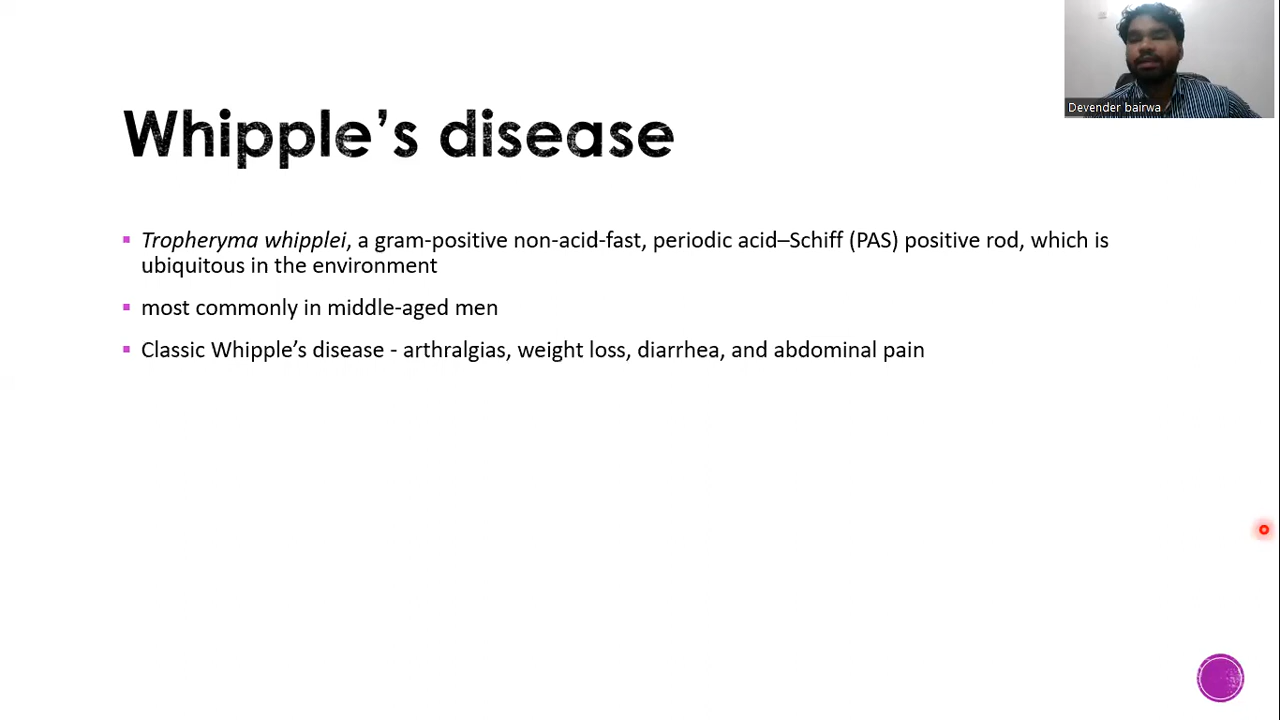 Devender bairwa
Whipple’s disease
▪ Tropheryma whipplei, a gram-positive non-acid-fast, periodic acid–Schiff (PAS) positive rod, which is
ubiquitous in the environment
▪ most commonly in middle-aged men
▪ Classic Whipple’s disease - arthralgias, weight loss, diarrhea, and abdominal pain